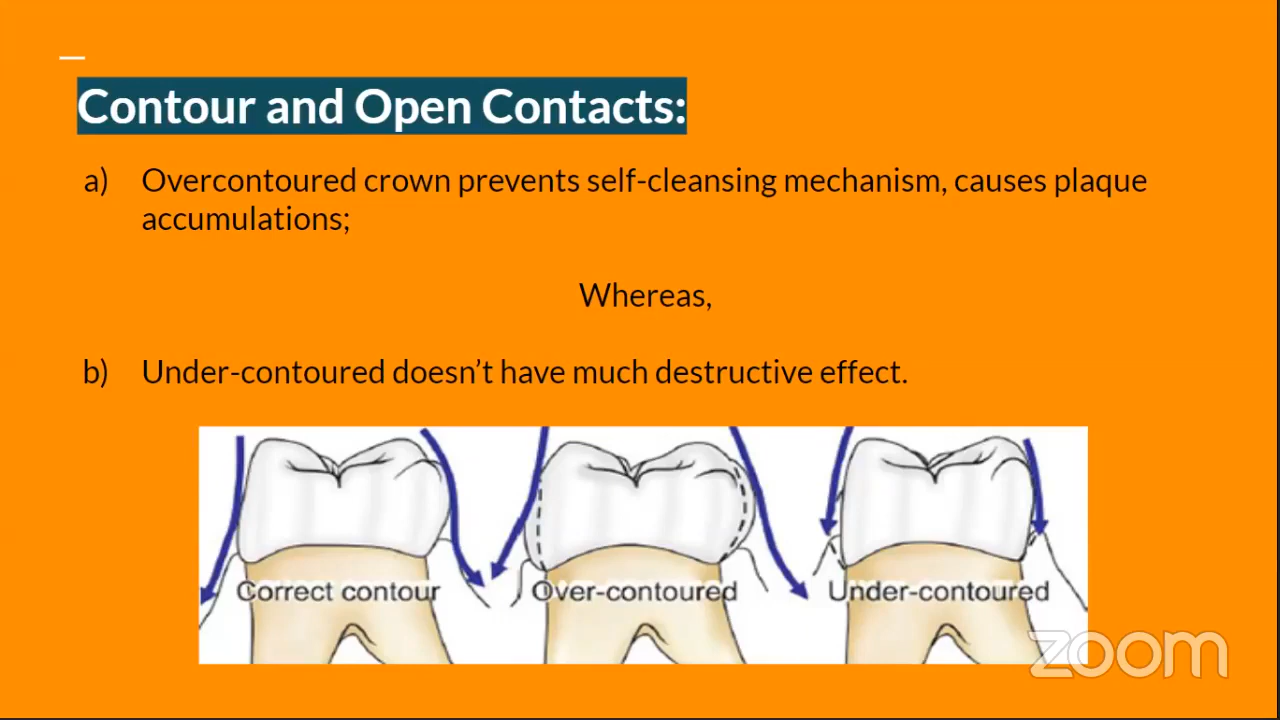 Contour and Open Contacts:
a) Overcontoured crown prevents self-cleansing mechanism, causes plaque
accumulations;
Whereas,
b) Under-contoured doesn't have much destructive effect.
Correct contour
Over-contoured
Under-contoured
zoom